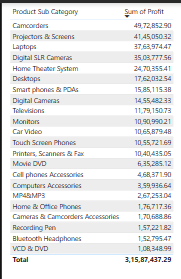 Product Sub Category Sum of Profit
Camcorders 49,72,852.90
Projectors & Screens 41,45,050.32
Laptops 37,63,974.47
Digital SLR Cameras 35,03,777.56
Home Theater System 24,70,355.41
Desktops 17,62,032.54
Smart phones & PDAs 15,85,115.38
Digital Cameras 14,55,482.33
Televisions 11,79,150.73
Monitors 10,90,990.21
Car Video 10,65,879.48
Touch Screen Phones 10,55,721.69
Printers, Scanners & Fax 10,40,435.05
Movie DVD 6,35,285.12
Cell phones Accessories 4,68,371.90
Computers Accessories 3,59,936.64
MP4&MP3 2,67,253.04
Home & Office Phones 1,76,717.36
Cameras & Camcorders Accessories 1,70,688.86
Recording Pen 1,57,221.82
Bluetooth Headphones 1,52,795.47
VCD & DVD 1,08,348.99
Total 3,15,87,437.29